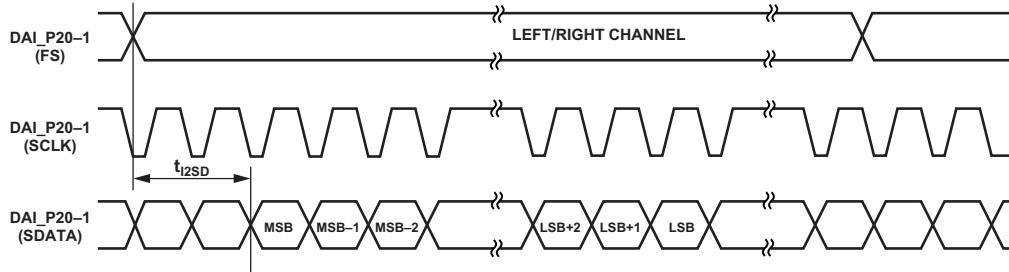 DAI_P20–1
(FS)
LEFT/RIGHT CHANNEL
DAI_P20–1
(SCLK)
tI2SD
DAI_P20–1
(SDATA)
MSB
MSB–1
MSB–2
LSB+2
LSB+1
LSB